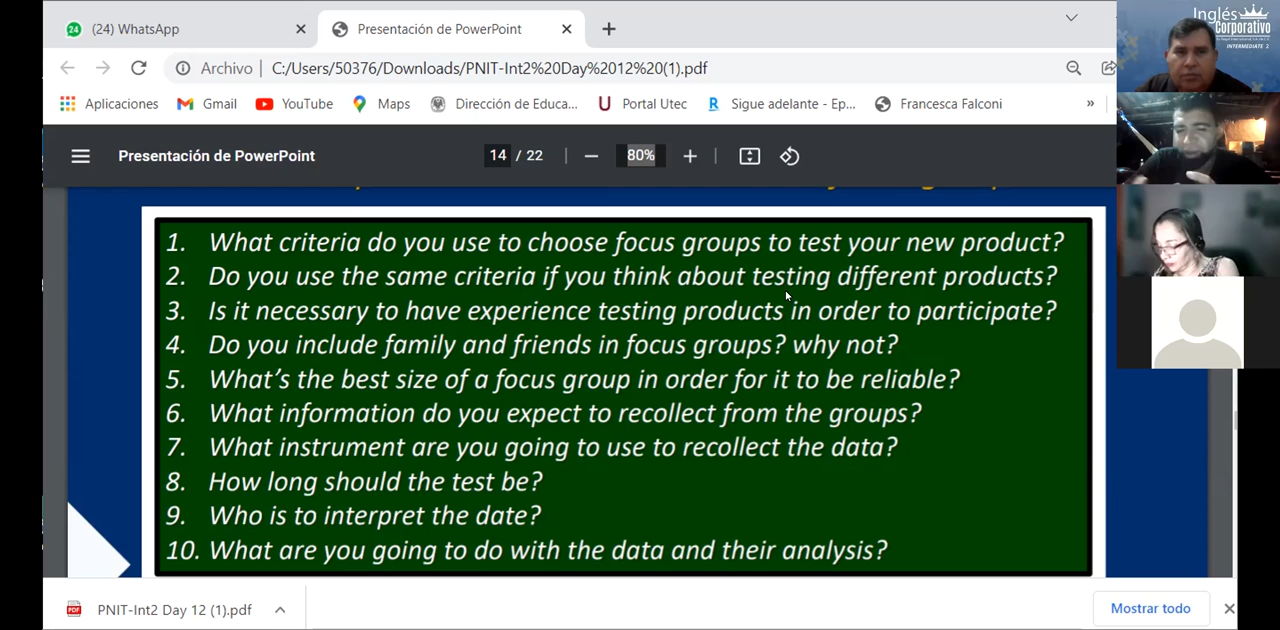 (24) WhatsApp
Presentación de PowerPoint
Archivo
C:/Users/50376/Downloads/PNIT-Int2%20Day%2012%20(1).pdf
Aplicaciones
Gmail
YouTube
Maps
Dirección de Educa...
Portal Utec
Sigue adelante - Ep...
Francesca Falconi
»
Presentación de PowerPoint
14 / 22
80%
1. What criteria do you use to choose focus groups to test your new product?
2. Do you use the same criteria if you think about testing different products?
3. Is it necessary to have experience testing products in order to participate?
4. Do you include family and friends in focus groups? why not?
5. What's the best size of a focus group in order for it to be reliable?
6. What information do you expect to recollect from the groups?
7. What instrument are you going to use to recollect the data?
8. How long should the test be?
9. Who is to interpret the date?
10. What are you going to do with the data and their analysis?
PNIT-Int2 Day 12 (1).pdf
Mostrar todo
Inglés
Corporativo
INTERMEDIATE 2